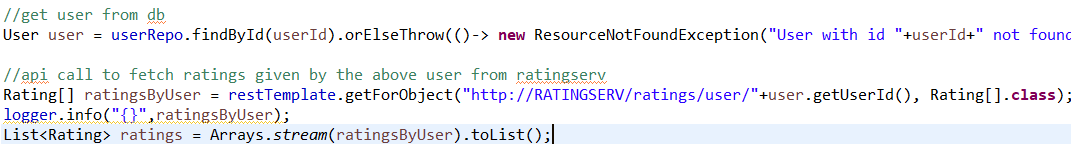 //get user from db
User user = userRepo.findById(userId).orElseThrow(()-> new ResourceNotFoundException("User with id "+userId+" not found
//api call to fetch ratings given by the above user from ratingserv
Rating[] ratingsByUser = restTemplate.getForObject("http://RATINGSERV/ratings/user/"+user.getUserId(), Rating[].class);
logger.info("{}",ratingsByUser);
List<Rating> ratings = Arrays.stream(ratingsByUser).toList();